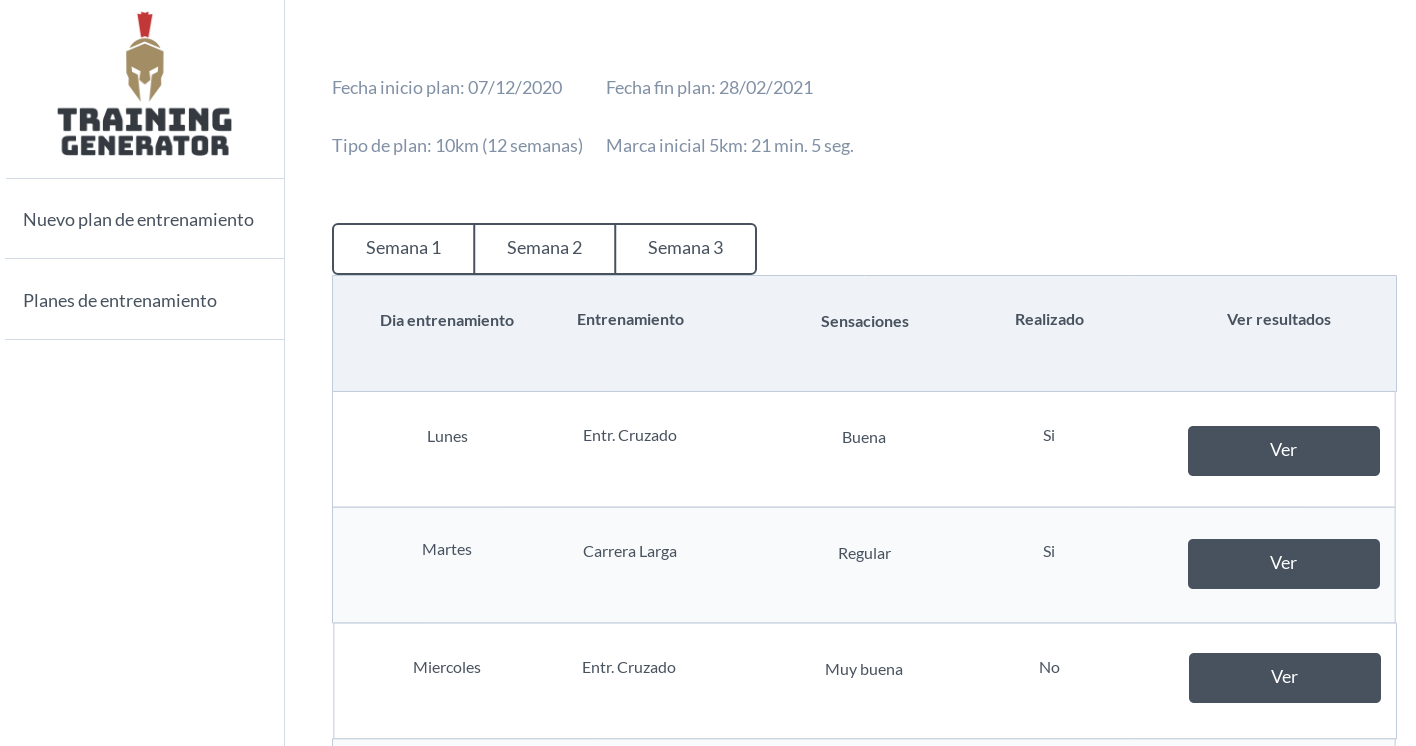 TRAINING
GENERATOR
Nuevo plan de entrenamiento
Planes de entrenamiento
Fecha inicio plan: 07/12/2020 Fecha fin plan: 28/02/2021
Tipo de plan: 10km (12 semanas) Marca inicial 5km: 21 min. 5 seg.
Semana 1 Semana 2 Semana 3
Dia entrenamiento Entrenamiento Sensaciones Realizado Ver resultados
Lunes Entr. Cruzado Buena Si Ver
Martes Carrera Larga Regular Si Ver
Miercoles Entr. Cruzado Muy buena No Ver